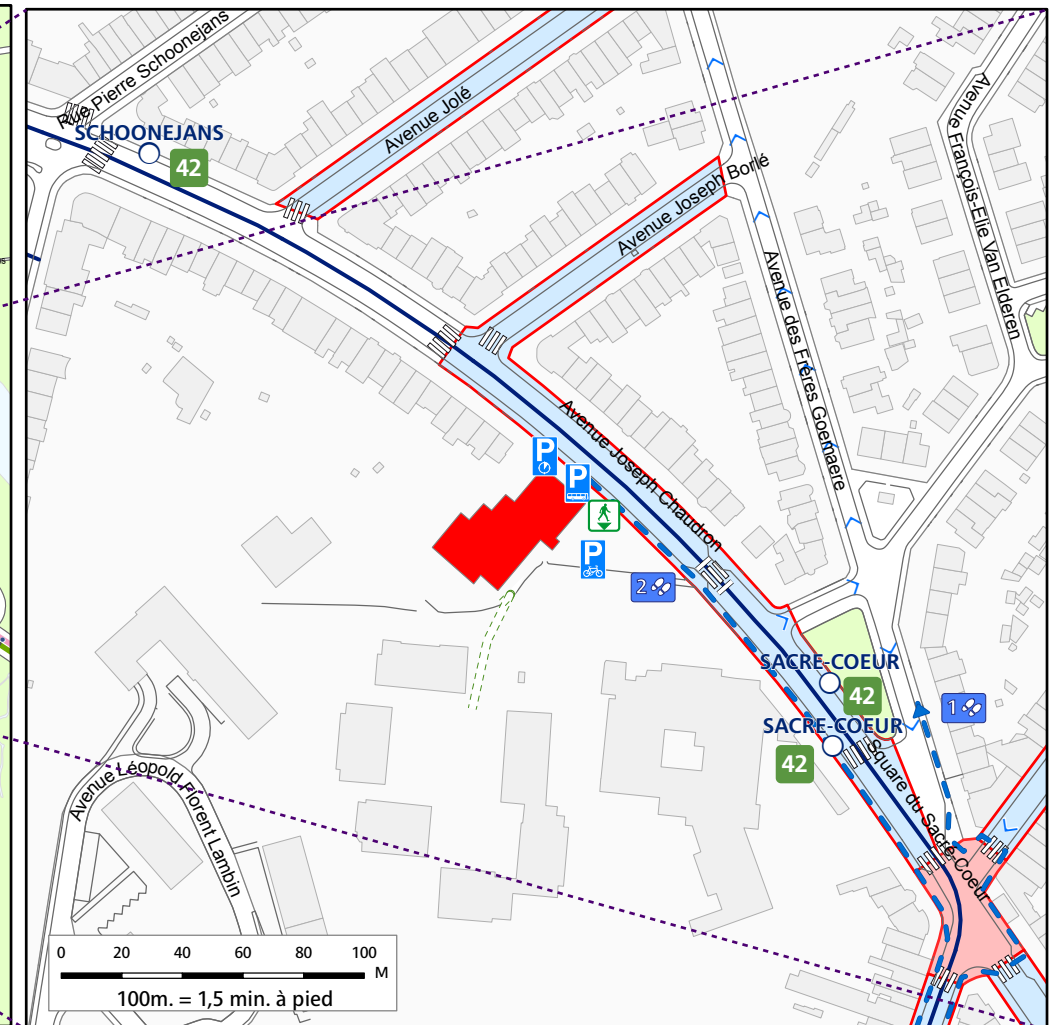 Rue Pierre Schoonejans
SCHOONEJANS
42
Avenue Jolé
Avenue Joseph Borlé
Avenue François-Elie Van Elderen
Avenue des Frères Goemaere
Avenue Joseph Chaudron
P
P
P
2
SACRE-COEUR
42
SACRE-COEUR
42
1
Square du Sacré-Coeur
Avenue Léopold Florent Lambin
0 20 40 60 80 100
M
100m. = 1,5 min. à pied